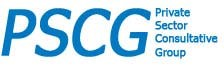 PSCG
Private
Sector
Consultative
Group